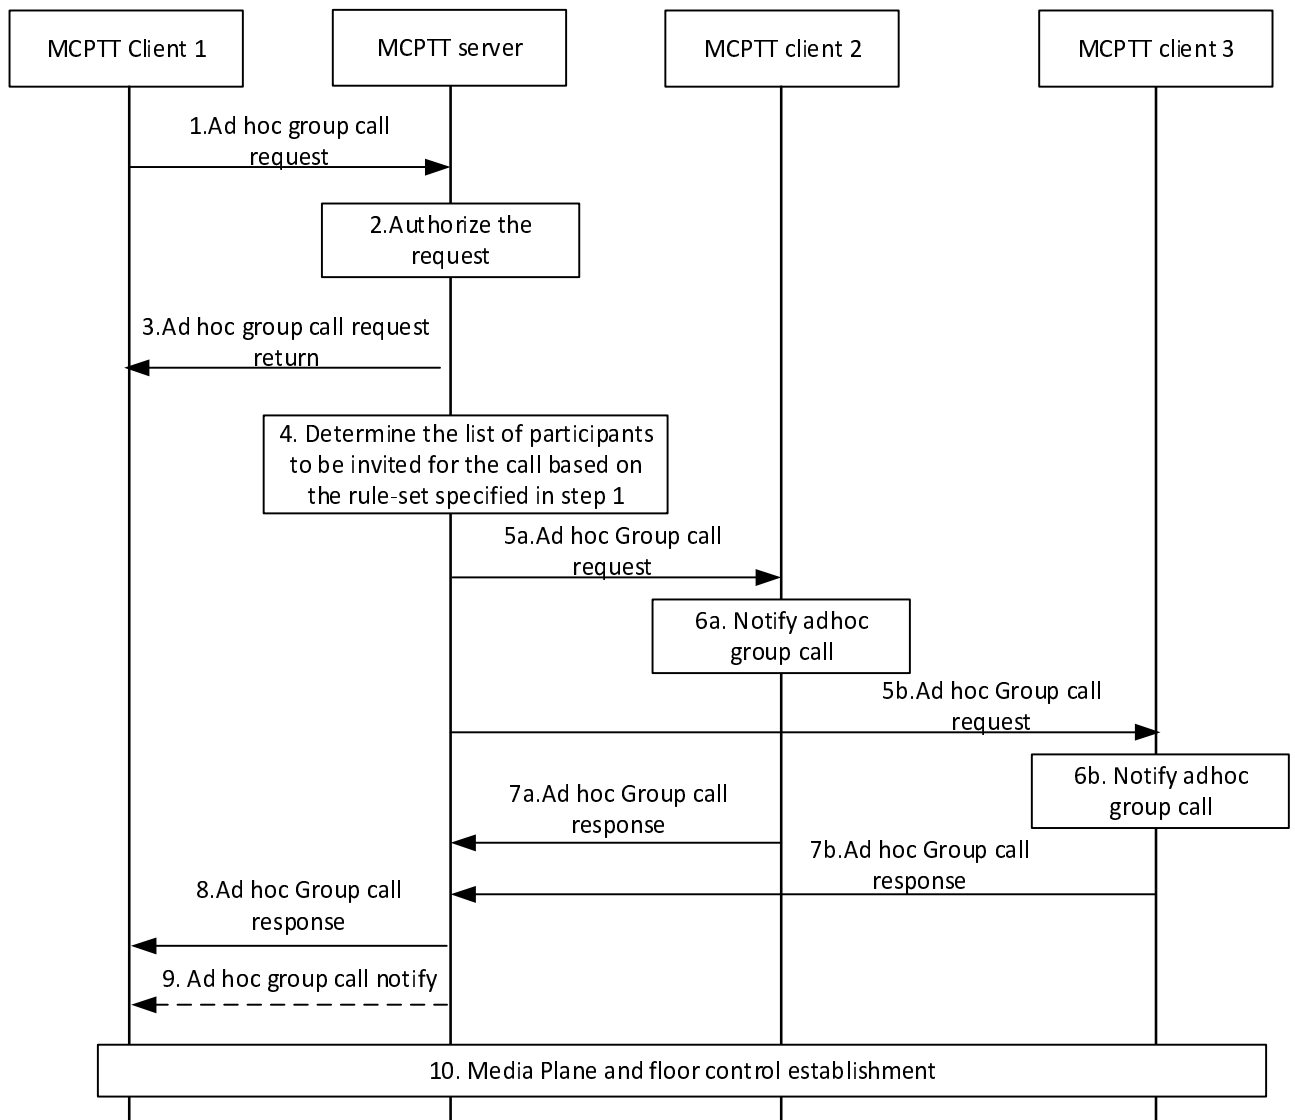 MCPTT Client 1
MCPTT server
MCPTT client 2
MCPTT client 3
1.Ad hoc group call
request
2.Authorize the
request
3.Ad hoc group call request
return
4. Determine the list of participants
to be invited for the call based on
the rule-set specified in step 1
5a.Ad hoc Group call
request
6a. Notify adhoc
group call
5b.Ad hoc Group call
request
6b. Notify adhoc
group call
7a.Ad hoc Group call
response
7b.Ad hoc Group call
response
8.Ad hoc Group call
response
9. Ad hoc group call notify
10. Media Plane and floor control establishment